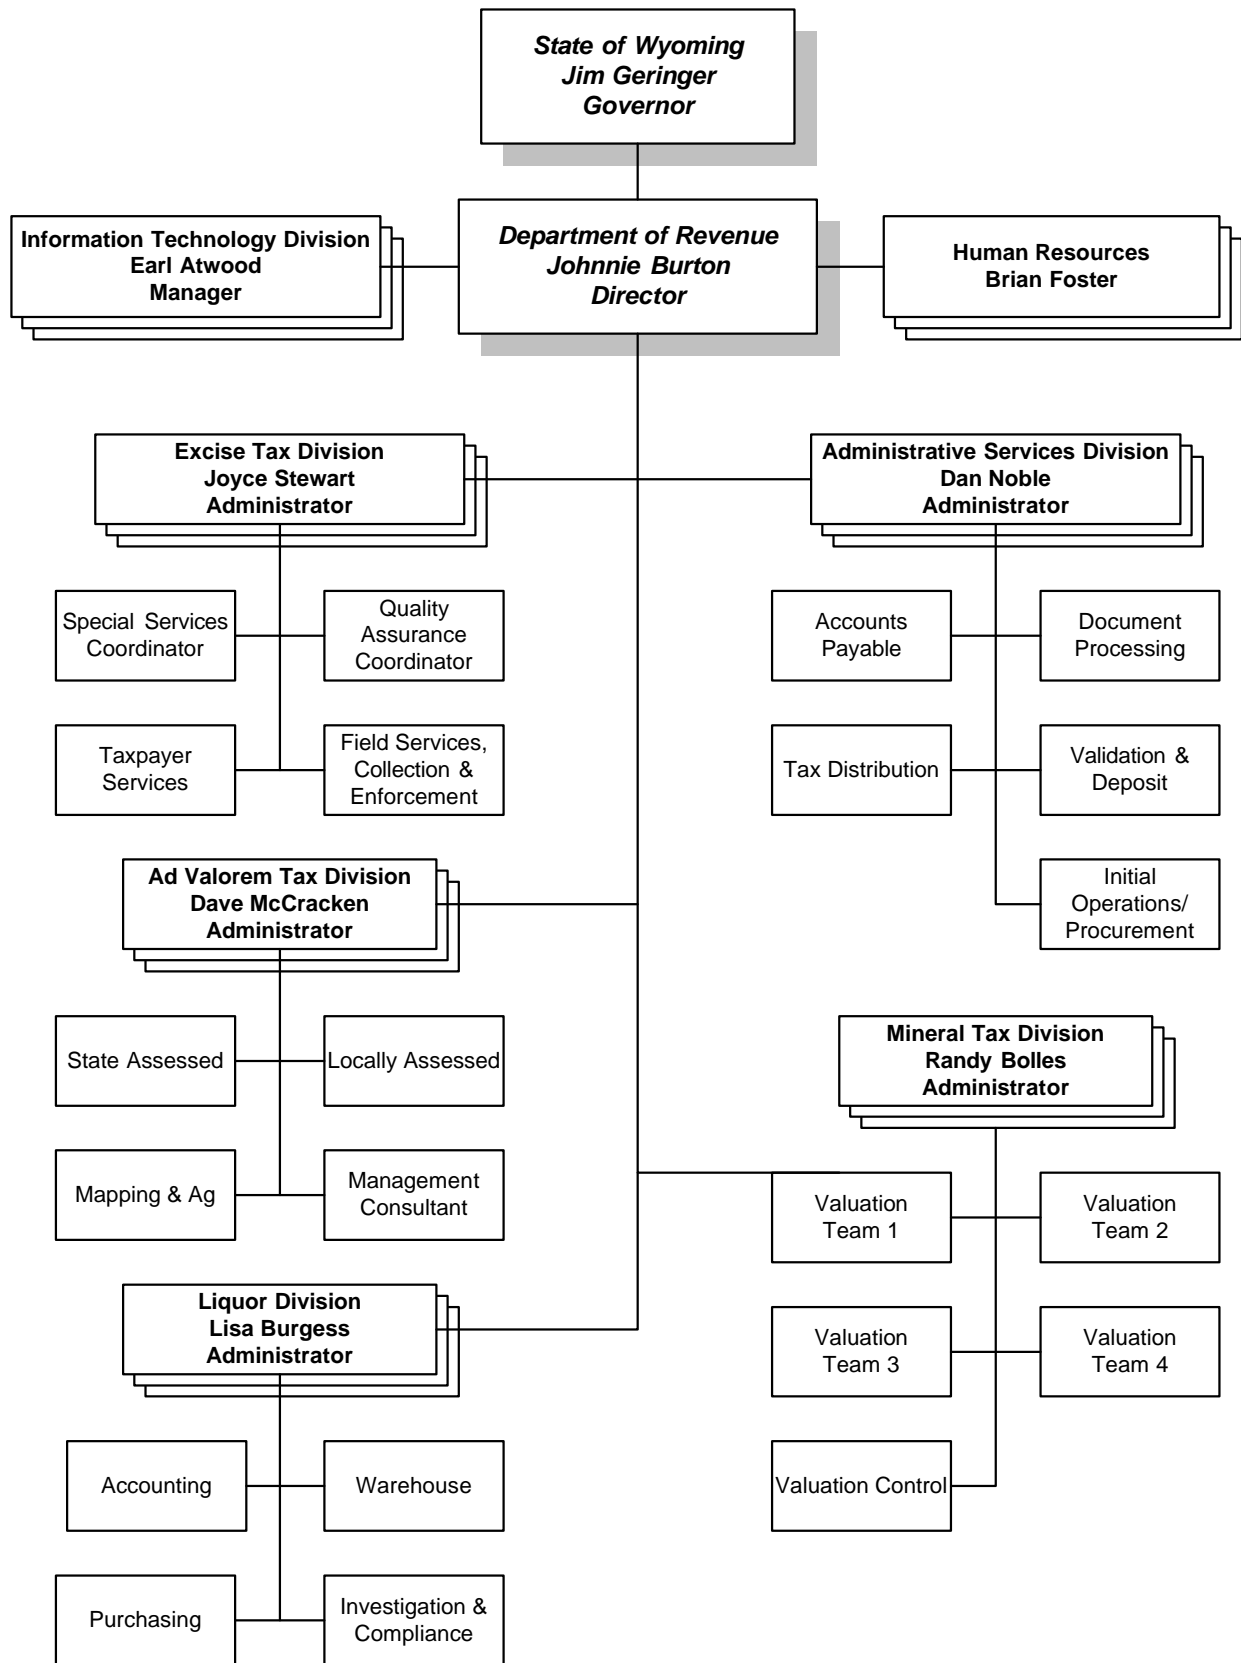 State of Wyoming
Jim Geringer
Governor
Information Technology Division
Earl Atwood
Manager
Department of Revenue
Johnnie Burton
Director
Human Resources
Brian Foster
Excise Tax Division
Joyce Stewart
Administrator
Administrative Services Division
Dan Noble
Administrator
Special Services
Coordinator
Quality
Assurance
Coordinator
Accounts
Payable
Document
Processing
Taxpayer
Services
Field Services,
Collection &
Enforcement
Tax Distribution
Validation &
Deposit
Ad Valorem Tax Division
Dave McCracken
Administrator
Initial
Operations/
Procurement
State Assessed
Locally Assessed
Mineral Tax Division
Randy Bolles
Administrator
Mapping & Ag
Management
Consultant
Valuation
Team 1
Valuation
Team 2
Liquor Division
Lisa Burgess
Administrator
Valuation
Team 3
Valuation
Team 4
Accounting
Warehouse
Valuation Control
Purchasing
Investigation &
Compliance